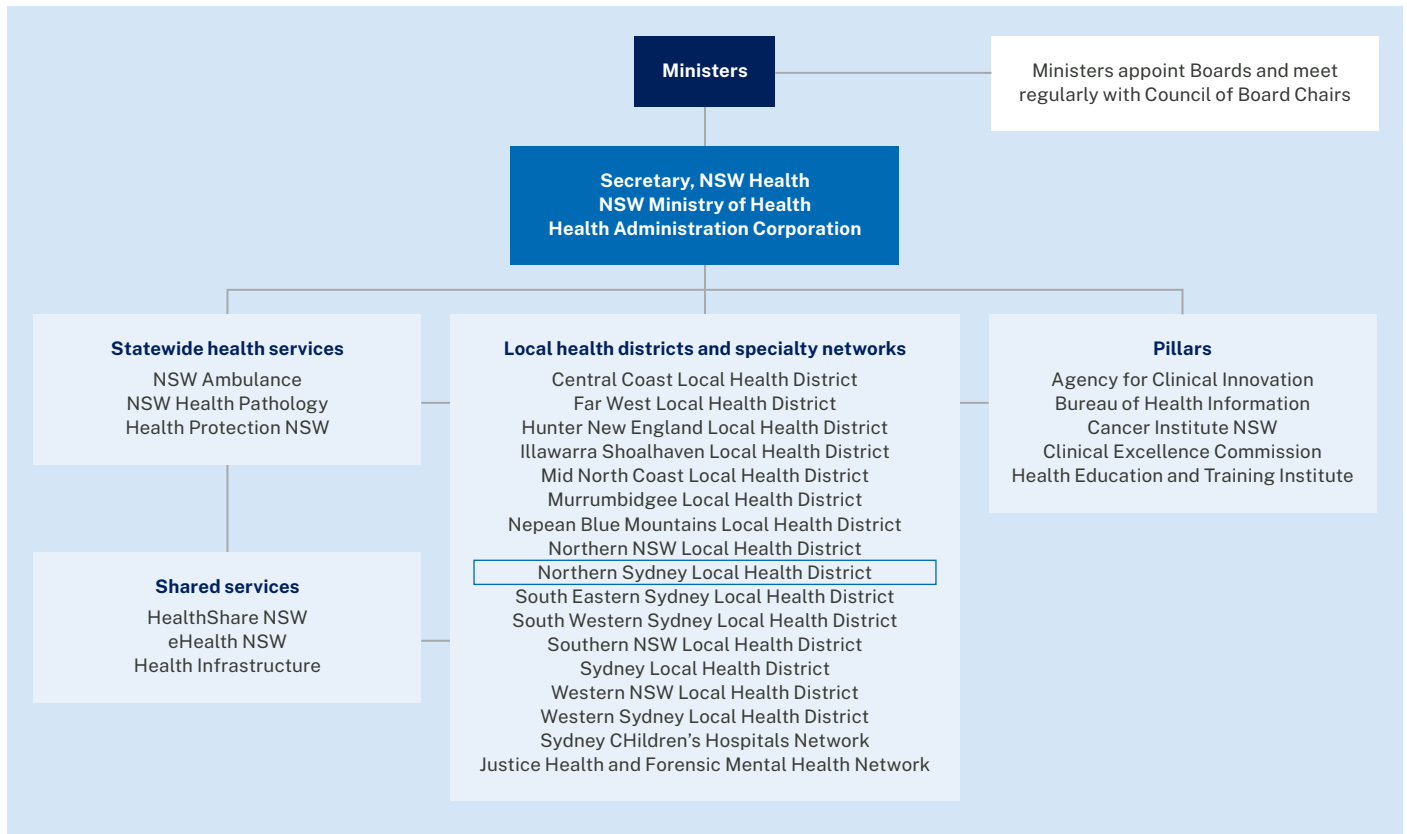 Ministers
Ministers appoint Boards and meet
regularly with Council of Board Chairs
Secretary, NSW Health
NSW Ministry of Health
Health Administration Corporation
Statewide health services
NSW Ambulance
NSW Health Pathology
Health Protection NSW
Shared services
HealthShare NSW
eHealth NSW
Health Infrastructure
Local health districts and specialty networks
Central Coast Local Health District
Far West Local Health District
Hunter New England Local Health District
Illawarra Shoalhaven Local Health District
Mid North Coast Local Health District
Murrumbidgee Local Health District
Nepean Blue Mountains Local Health District
Northern NSW Local Health District
Northern Sydney Local Health District
South Eastern Sydney Local Health District
South Western Sydney Local Health District
Southern NSW Local Health District
Sydney Local Health District
Western NSW Local Health District
Western Sydney Local Health District
Sydney CHildren's Hospitals Network
Justice Health and Forensic Mental Health Network
Pillars
Agency for Clinical Innovation
Bureau of Health Information
Cancer Institute NSW
Clinical Excellence Commission
Health Education and Training Institute